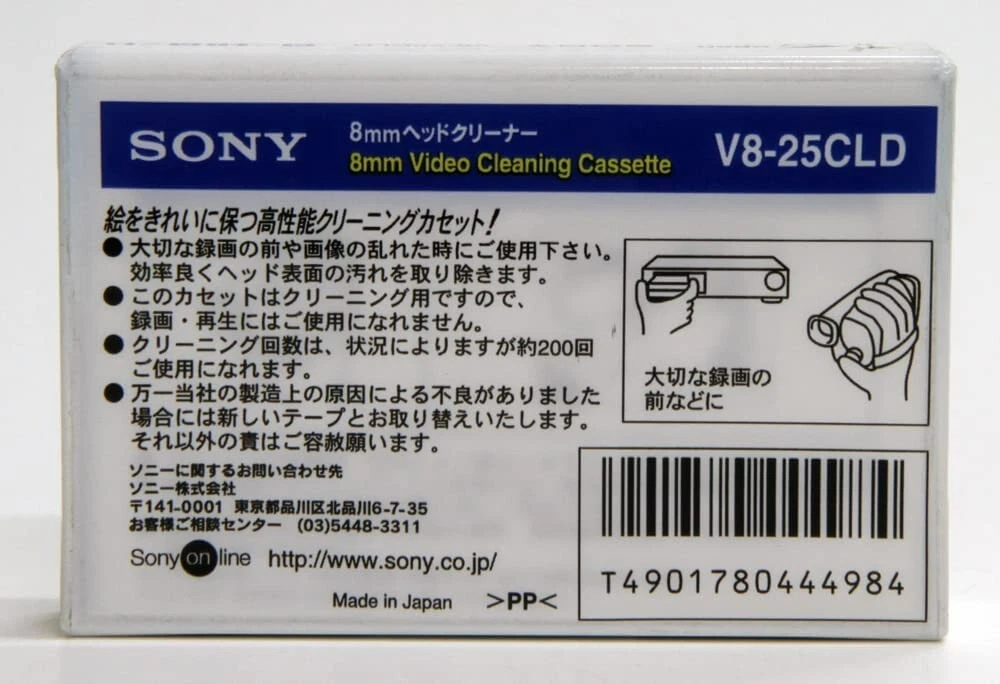 SONY
8mmヘッドクリーナー
8mm Video Cleaning Cassette
V8-25CLD
絵をきれいに保つ高性能クリーニングカセット!
●大切な録画の前や画像の乱れた時にご使用下さい。
効率良くヘッド表面の汚れを取り除きます。
●このカセットはクリーニング用ですので、
録画・再生にはご使用になれません。
●クリーニング回数は、状況によりますが約200回
ご使用になれます。
●万一当社の製造上の原因による不良がありました
場合には新しいテープとお取り替えいたします。
それ以外の責はご容赦願います。
大切な録画の
前などに
ソニーに関するお問い合わせ先
ソニー株式会社
〒141-0001 東京都品川区北品川6-7-35
お客様ご相談センター (03)5448-3311
Sony on line http://www.sony.co.jp/
Made in Japan >PP<
T4901780444984